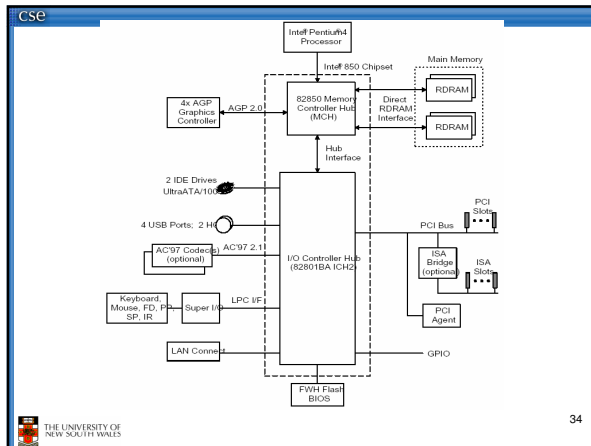 cse
Intel® Pentium®4
Processor
Intel® 850 Chipset
Main Memory
4x AGP
Graphics
Controller
AGP 2.0
82850 Memory
Controller Hub
(MCH)
Direct
RDRAM
Interface
RDRAM
RDRAM
Hub
Interface
2 IDE Drives
UltraATA/100
4 USB Ports; 2 HC
AC'97 Codec(s)
(optional)
AC'97 2.1
I/O Controller Hub
(82801BA ICH2)
PCI Bus
PCI
Slots
ISA
Bridge
(optional)
ISA
Slots
Keyboard,
Mouse, FD, PP,
SP, IR
Super I/O
LPC I/F
PCI
Agent
LAN Connect
GPIO
FWH Flash
BIOS
THE UNIVERSITY OF
NEW SOUTH WALES
34